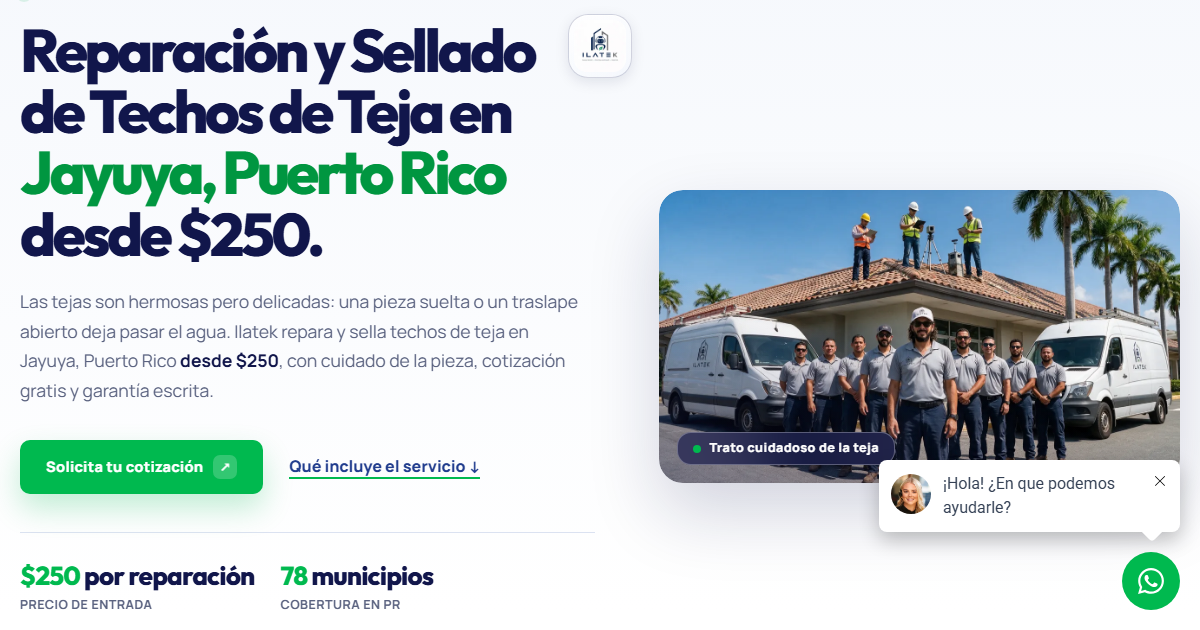 Reparación y Sellado
de Techos de Teja en
Jayuya, Puerto Rico
desde $250.
ILATEK
Las tejas son hermosas pero delicadas: una pieza suelta o un traslape
abierto deja pasar el agua. Ilatek repara y sella techos de teja en
Jayuya, Puerto Rico desde $250, con cuidado de la pieza, cotización
gratis y garantía escrita.
Solicita tu cotización ↗
Qué incluye el servicio ↓
$250 por reparación
PRECIO DE ENTRADA
78 municipios
COBERTURA EN PR
ILATEK
ILATEK
Trato cuidadoso de la teja
¡Hola! ¿En que podemos
ayudarle?